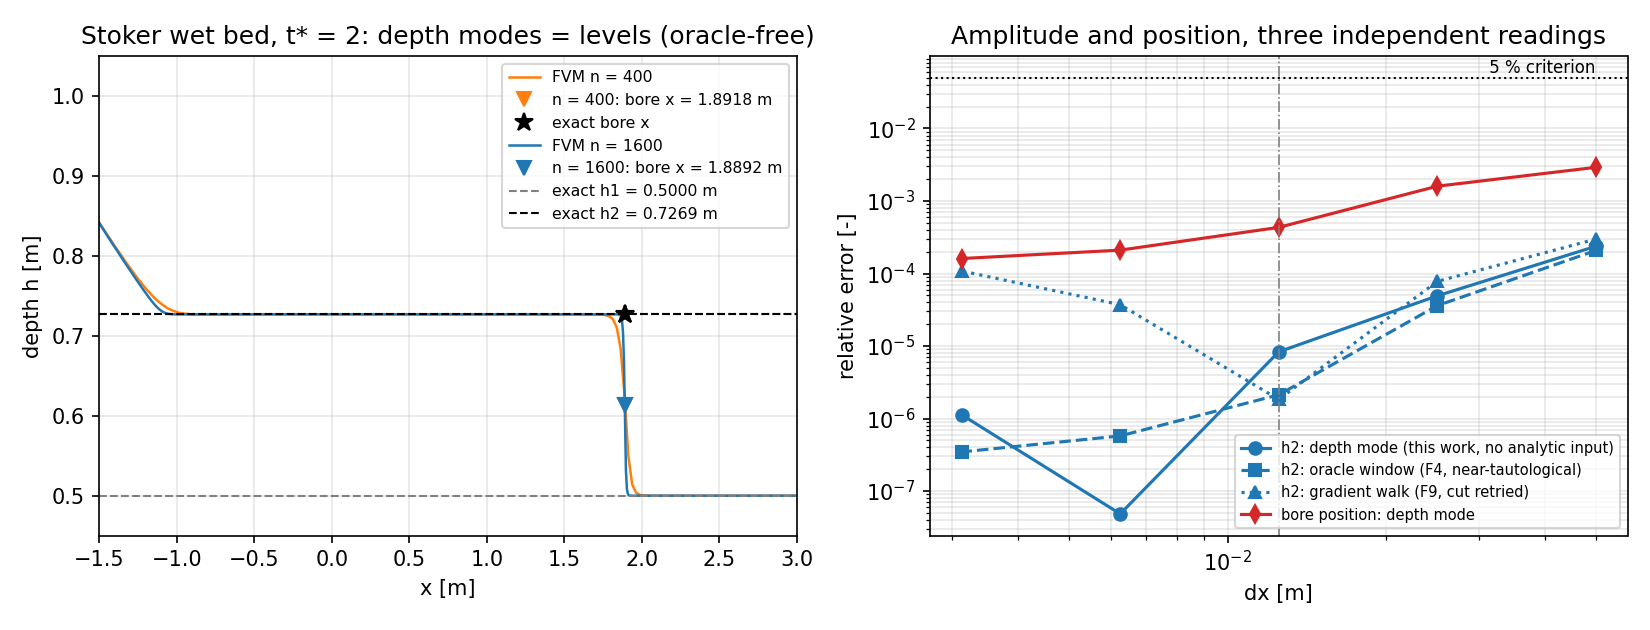 Stoker wet bed, t* = 2: depth modes = levels (oracle-free)
FVM n = 400
n = 400: bore x = 1.8918 m
exact bore x
FVM n = 1600
n = 1600: bore x = 1.8892 m
exact h1 = 0.5000 m
exact h2 = 0.7269 m
depth h [m]
1.0
0.9
0.8
0.7
0.6
0.5
−1.5
−1.0
−0.5
0.0
0.5
1.0
1.5
2.0
2.5
3.0
x [m]
Amplitude and position, three independent readings
5 % criterion
relative error [-]
10⁻²
10⁻³
10⁻⁴
10⁻⁵
10⁻⁶
10⁻⁷
h2: depth mode (this work, no analytic input)
h2: oracle window (F4, near-tautological)
h2: gradient walk (F9, cut retried)
bore position: depth mode
10⁻²
dx [m]